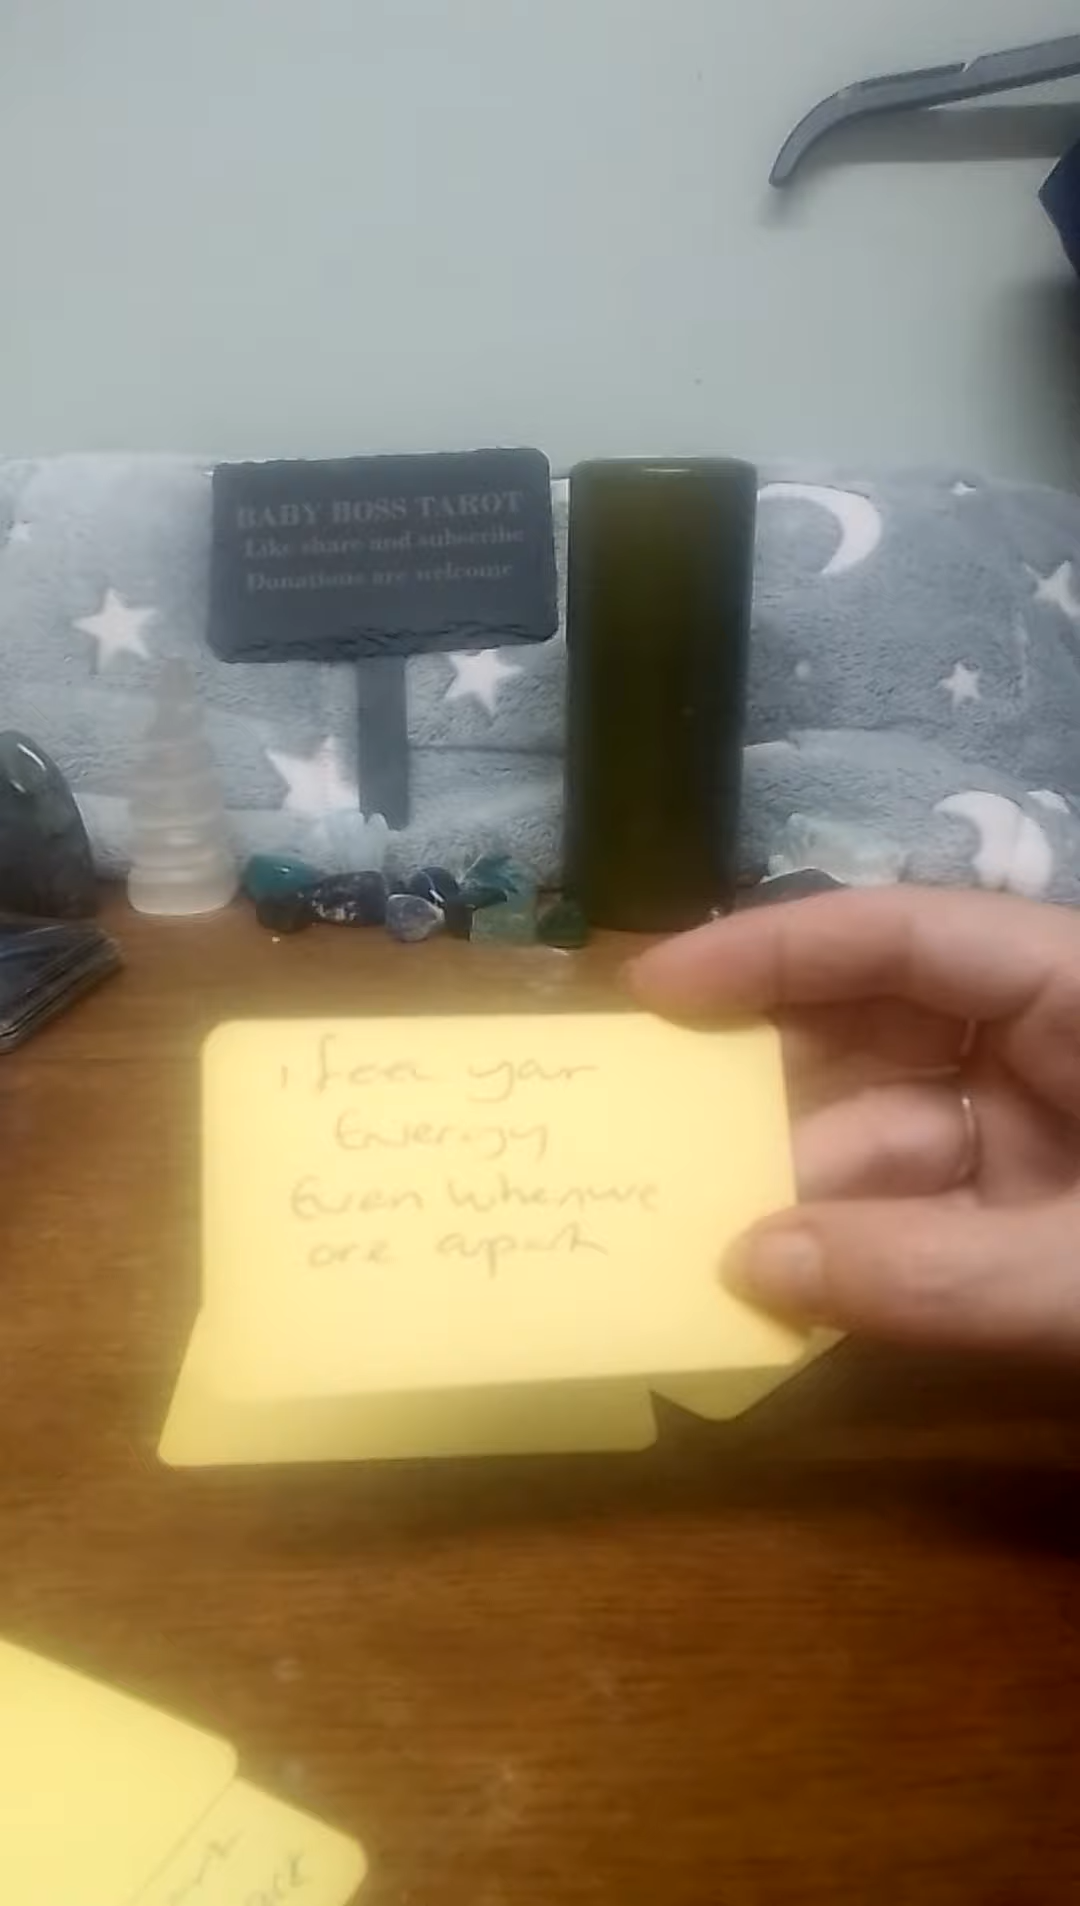 BABY BOSS TAROT
Like share and subscribe
Donations are welcome
i feel your
Energy
Even when we
are apart